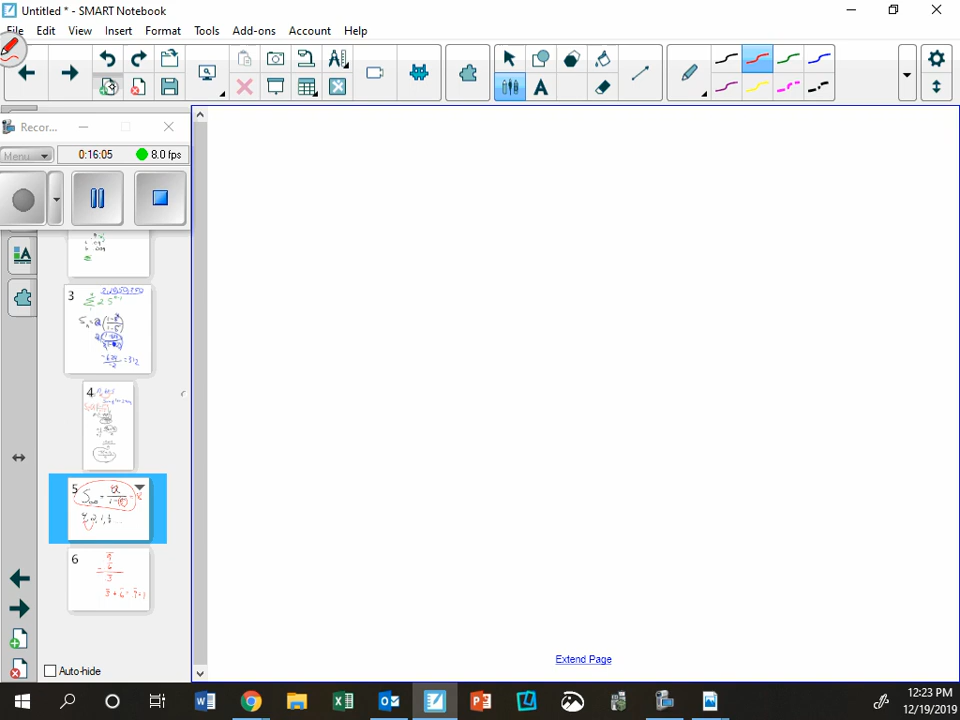 Untitled * - SMART Notebook
File Edit View Insert Format Tools Add-ons Account Help
Recor...
Menu 0:16:05 8.0 fps
3
4
5
6
Auto-hide
Extend Page
12:23 PM
12/19/2019